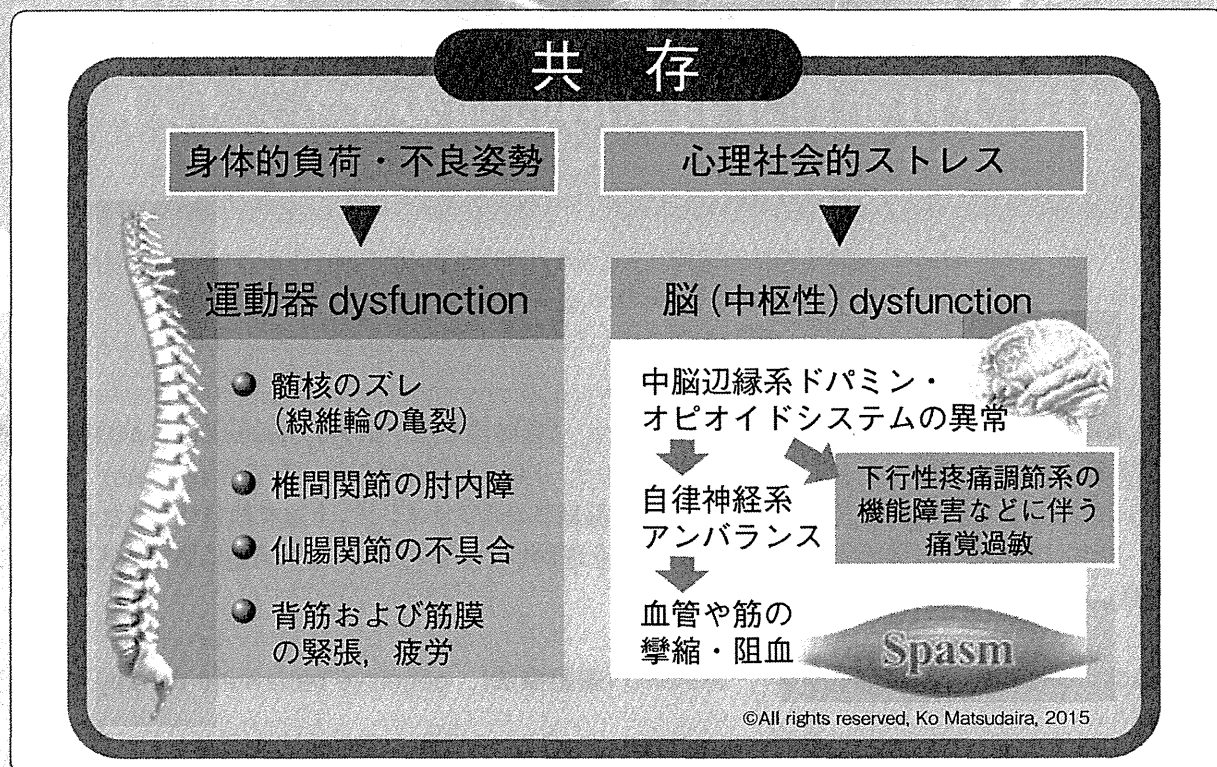 共 存
身体的負荷・不良姿勢
運動器 dysfunction
髄核のズレ
(線維輪の亀裂)
椎間関節の肘内障
仙腸関節の不具合
背筋および筋膜
の緊張, 疲労
心理社会的ストレス
脳 (中枢性) dysfunction
中脳辺縁系ドパミン・
オピオイドシステムの異常
下行性疼痛調節系の
機能障害などに伴う
痛覚過敏
自律神経系
アンバランス
血管や筋の
攣縮・阻血
Spasm
©All rights reserved, Ko Matsudaira, 2015